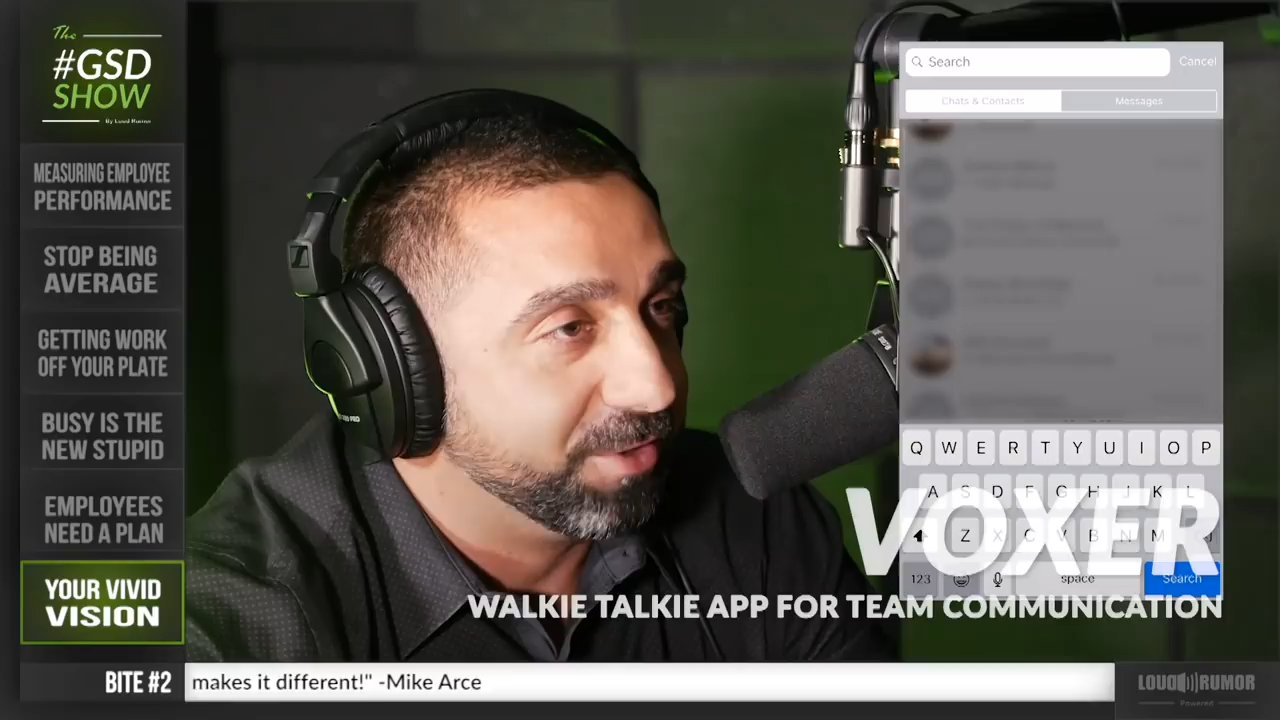 The
#GSD
SHOW
By Loud Rumor
MEASURING EMPLOYEE
PERFORMANCE
STOP BEING
AVERAGE
GETTING WORK
OFF YOUR PLATE
BUSY IS THE
NEW STUPID
EMPLOYEES
NEED A PLAN
YOUR VIVID
VISION
BITE #2
makes it different!" -Mike Arce
Search
Cancel
Chats & Contacts
Messages
Q W E R T Y U I O P
A S D F G H J K L
Z X C V B N M
123
space
Search
VOXER
WALKIE TALKIE APP FOR TEAM COMMUNICATION
LOUD RUMOR
Powered